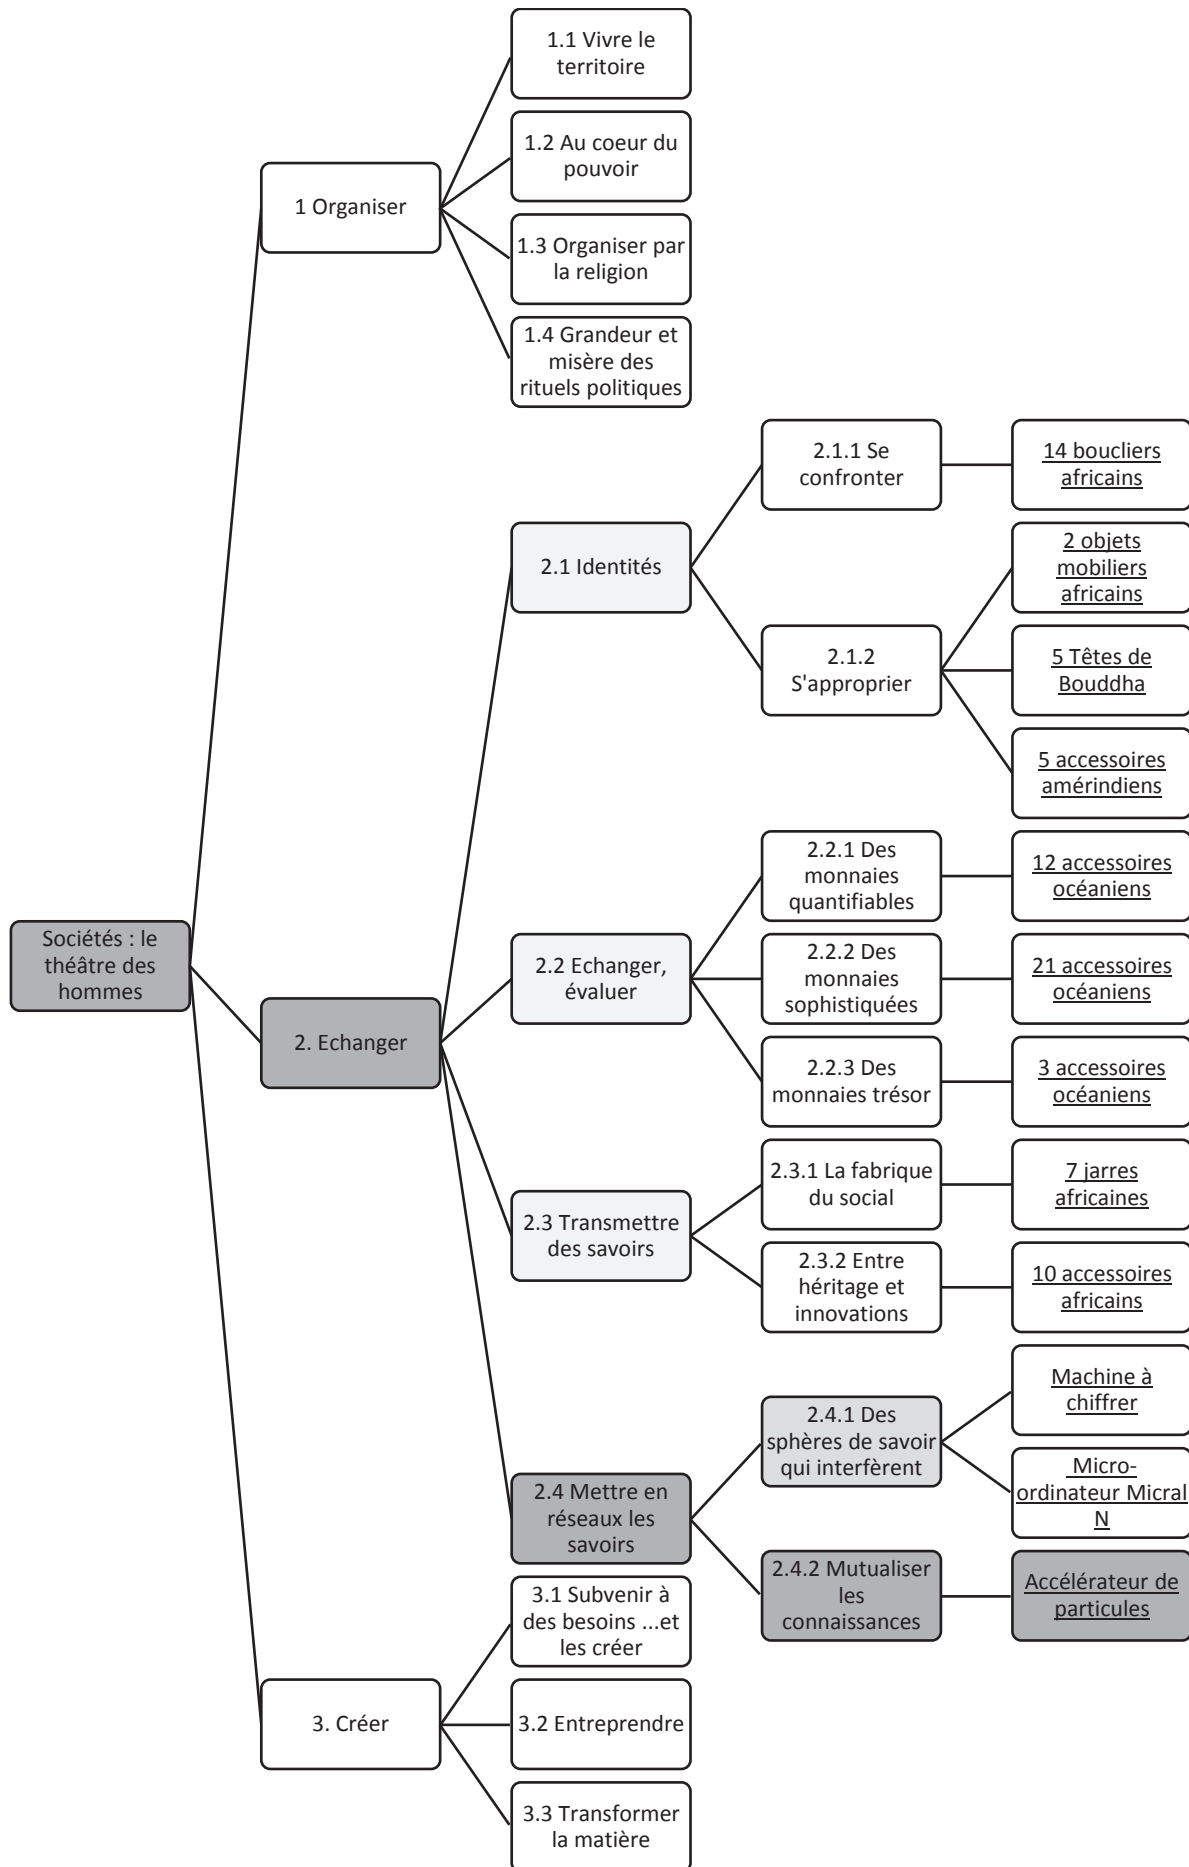 1.1 Vivre le
territoire
1.2 Au coeur du
pouvoir
1 Organiser
1.3 Organiser par
la religion
1.4 Grandeur et
misère des
rituels politiques
2.1.1 Se
confronter
14 boucliers
africains
2.1 Identités
2 objets
mobiliers
africains
2.1.2
S'approprier
5 Têtes de
Bouddha
5 accessoires
amérindiens
2.2.1 Des
monnaies
quantifiables
12 accessoires
océaniens
Sociétés : le
théâtre des
hommes
2. Echanger
2.2 Echanger,
évaluer
2.2.2 Des
monnaies
sophistiquées
21 accessoires
océaniens
2.2.3 Des
monnaies trésor
3 accessoires
océaniens
2.3 Transmettre
des savoirs
2.3.1 La fabrique
du social
7 jarres
africaines
2.3.2 Entre
héritage et
innovations
10 accessoires
africains
2.4 Mettre en
réseaux les
savoirs
2.4.1 Des
sphères de savoir
qui interfèrent
Machine à
chiffrer
Micro-
ordinateur Micral
N
2.4.2 Mutualiser
les
connaissances
Accélérateur de
particules
3.1 Subvenir à
des besoins ...et
les créer
3. Créer
3.2 Entreprendre
3.3 Transformer
la matière